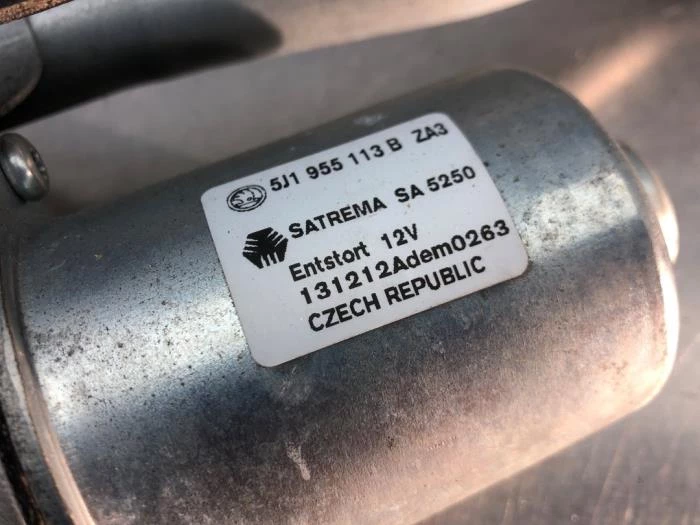 5J1 955 113 B ZA3
SATREMA SA 5250
Entstort 12V
131212Adem0263
CZECH REPUBLIC